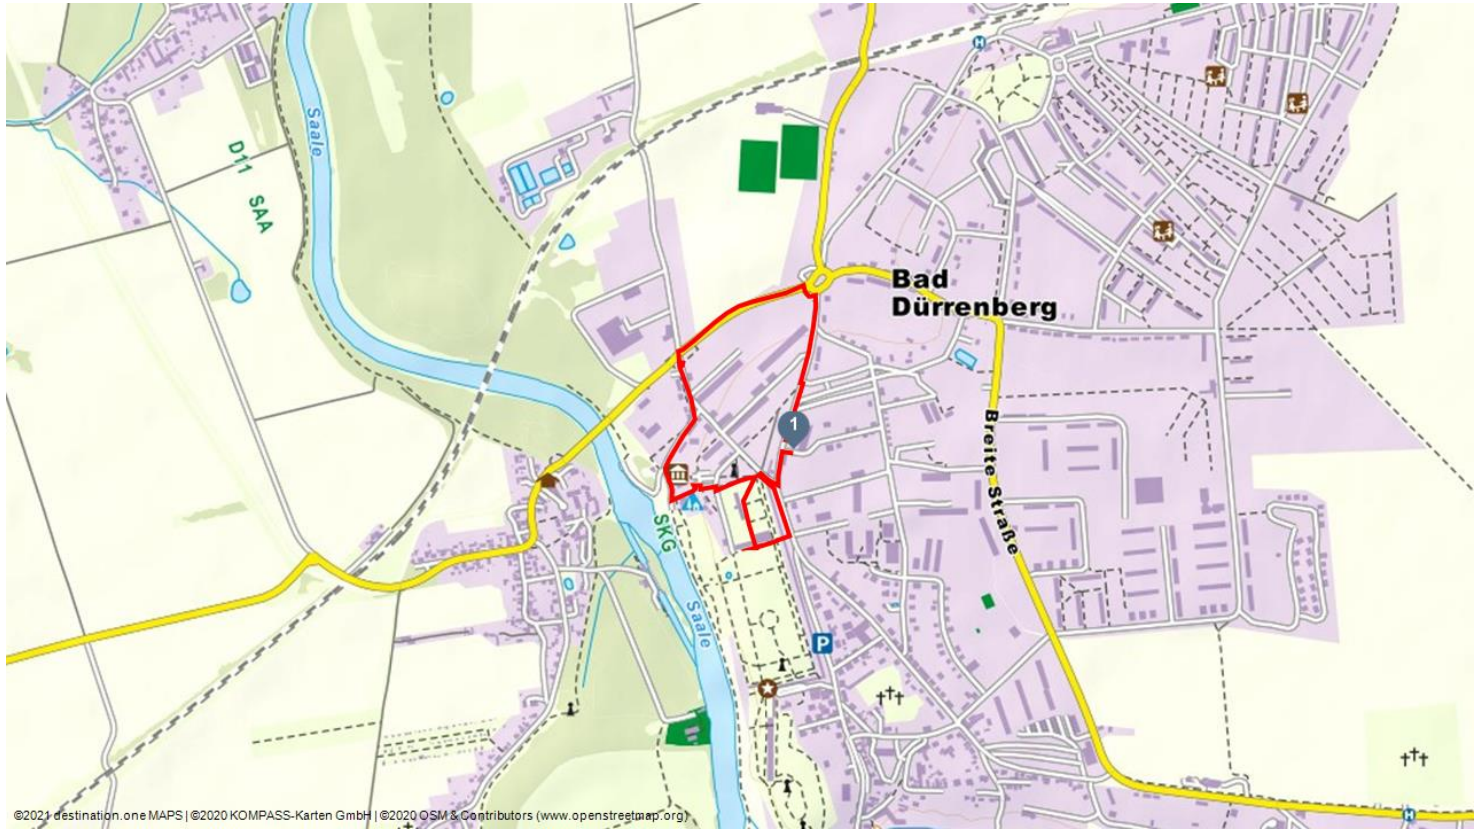 H
Saale
D11
SAA
Bad
Dürrenberg
1
Breite Straße
SKG
Saale
P
H
©2021 destination.one MAPS | ©2020 KOMPASS-Karten GmbH | ©2020 OSM & Contributors (www.openstreetmap.org)